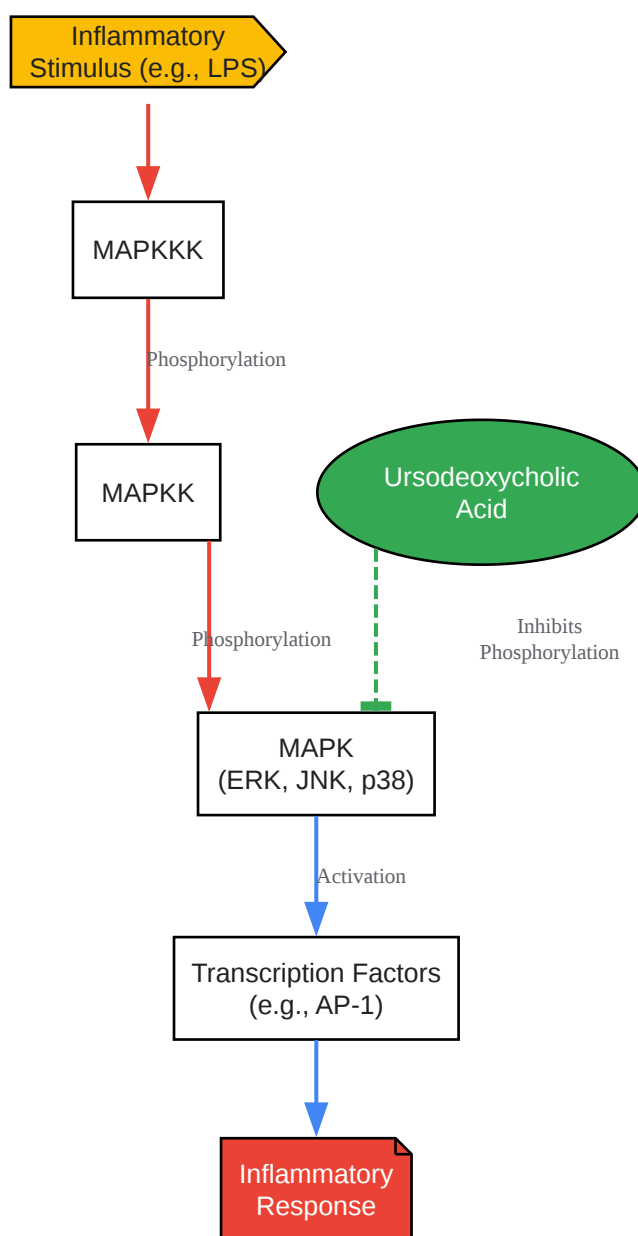 Inflammatory
Stimulus (e.g., LPS)
MAPKKK
Phosphorylation
MAPKK
Ursodeoxycholic
Acid
Phosphorylation
Inhibits
Phosphorylation
MAPK
(ERK, JNK, p38)
Activation
Transcription Factors
(e.g., AP-1)
Inflammatory
Response